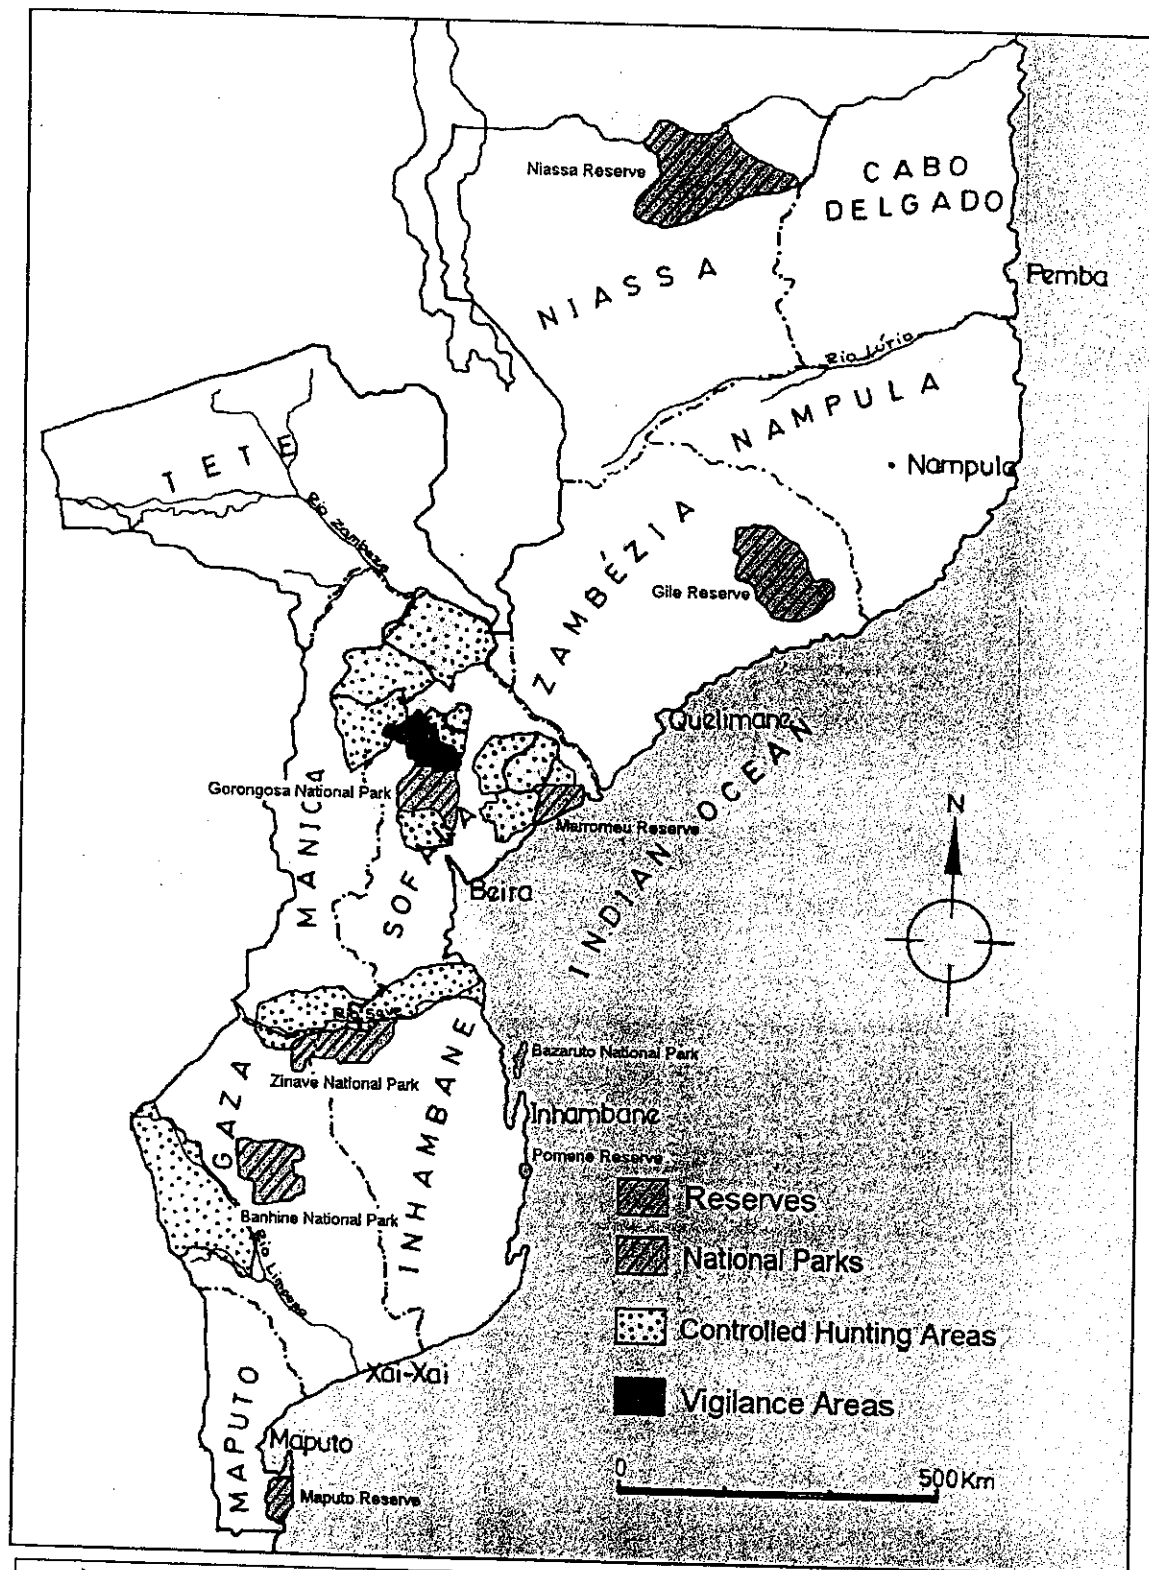 Niassa Reserve
CABO
DELGADO
Pemba
NIASSA
Rio Lúrio
NAMPULA
Nampula
TETE
Rio Zambeze
ZAMBÉZIA
Gile Reserve
Quelimane
MANICA
Gorongosa National Park
SOFALA
Marromeu Reserve
Beira
INDIAN OCEAN
N
Rio Save
Zinave National Park
Bazaruto National Park
Inhambane
GAZA
INHAMBANE
Pomene Reserve
Banhine National Park
Rio Limpopo
Reserves
National Parks
Controlled Hunting Areas
Vigilance Areas
Xai-Xai
MAPUTO
Maputo
Maputo Reserve
0 500Km